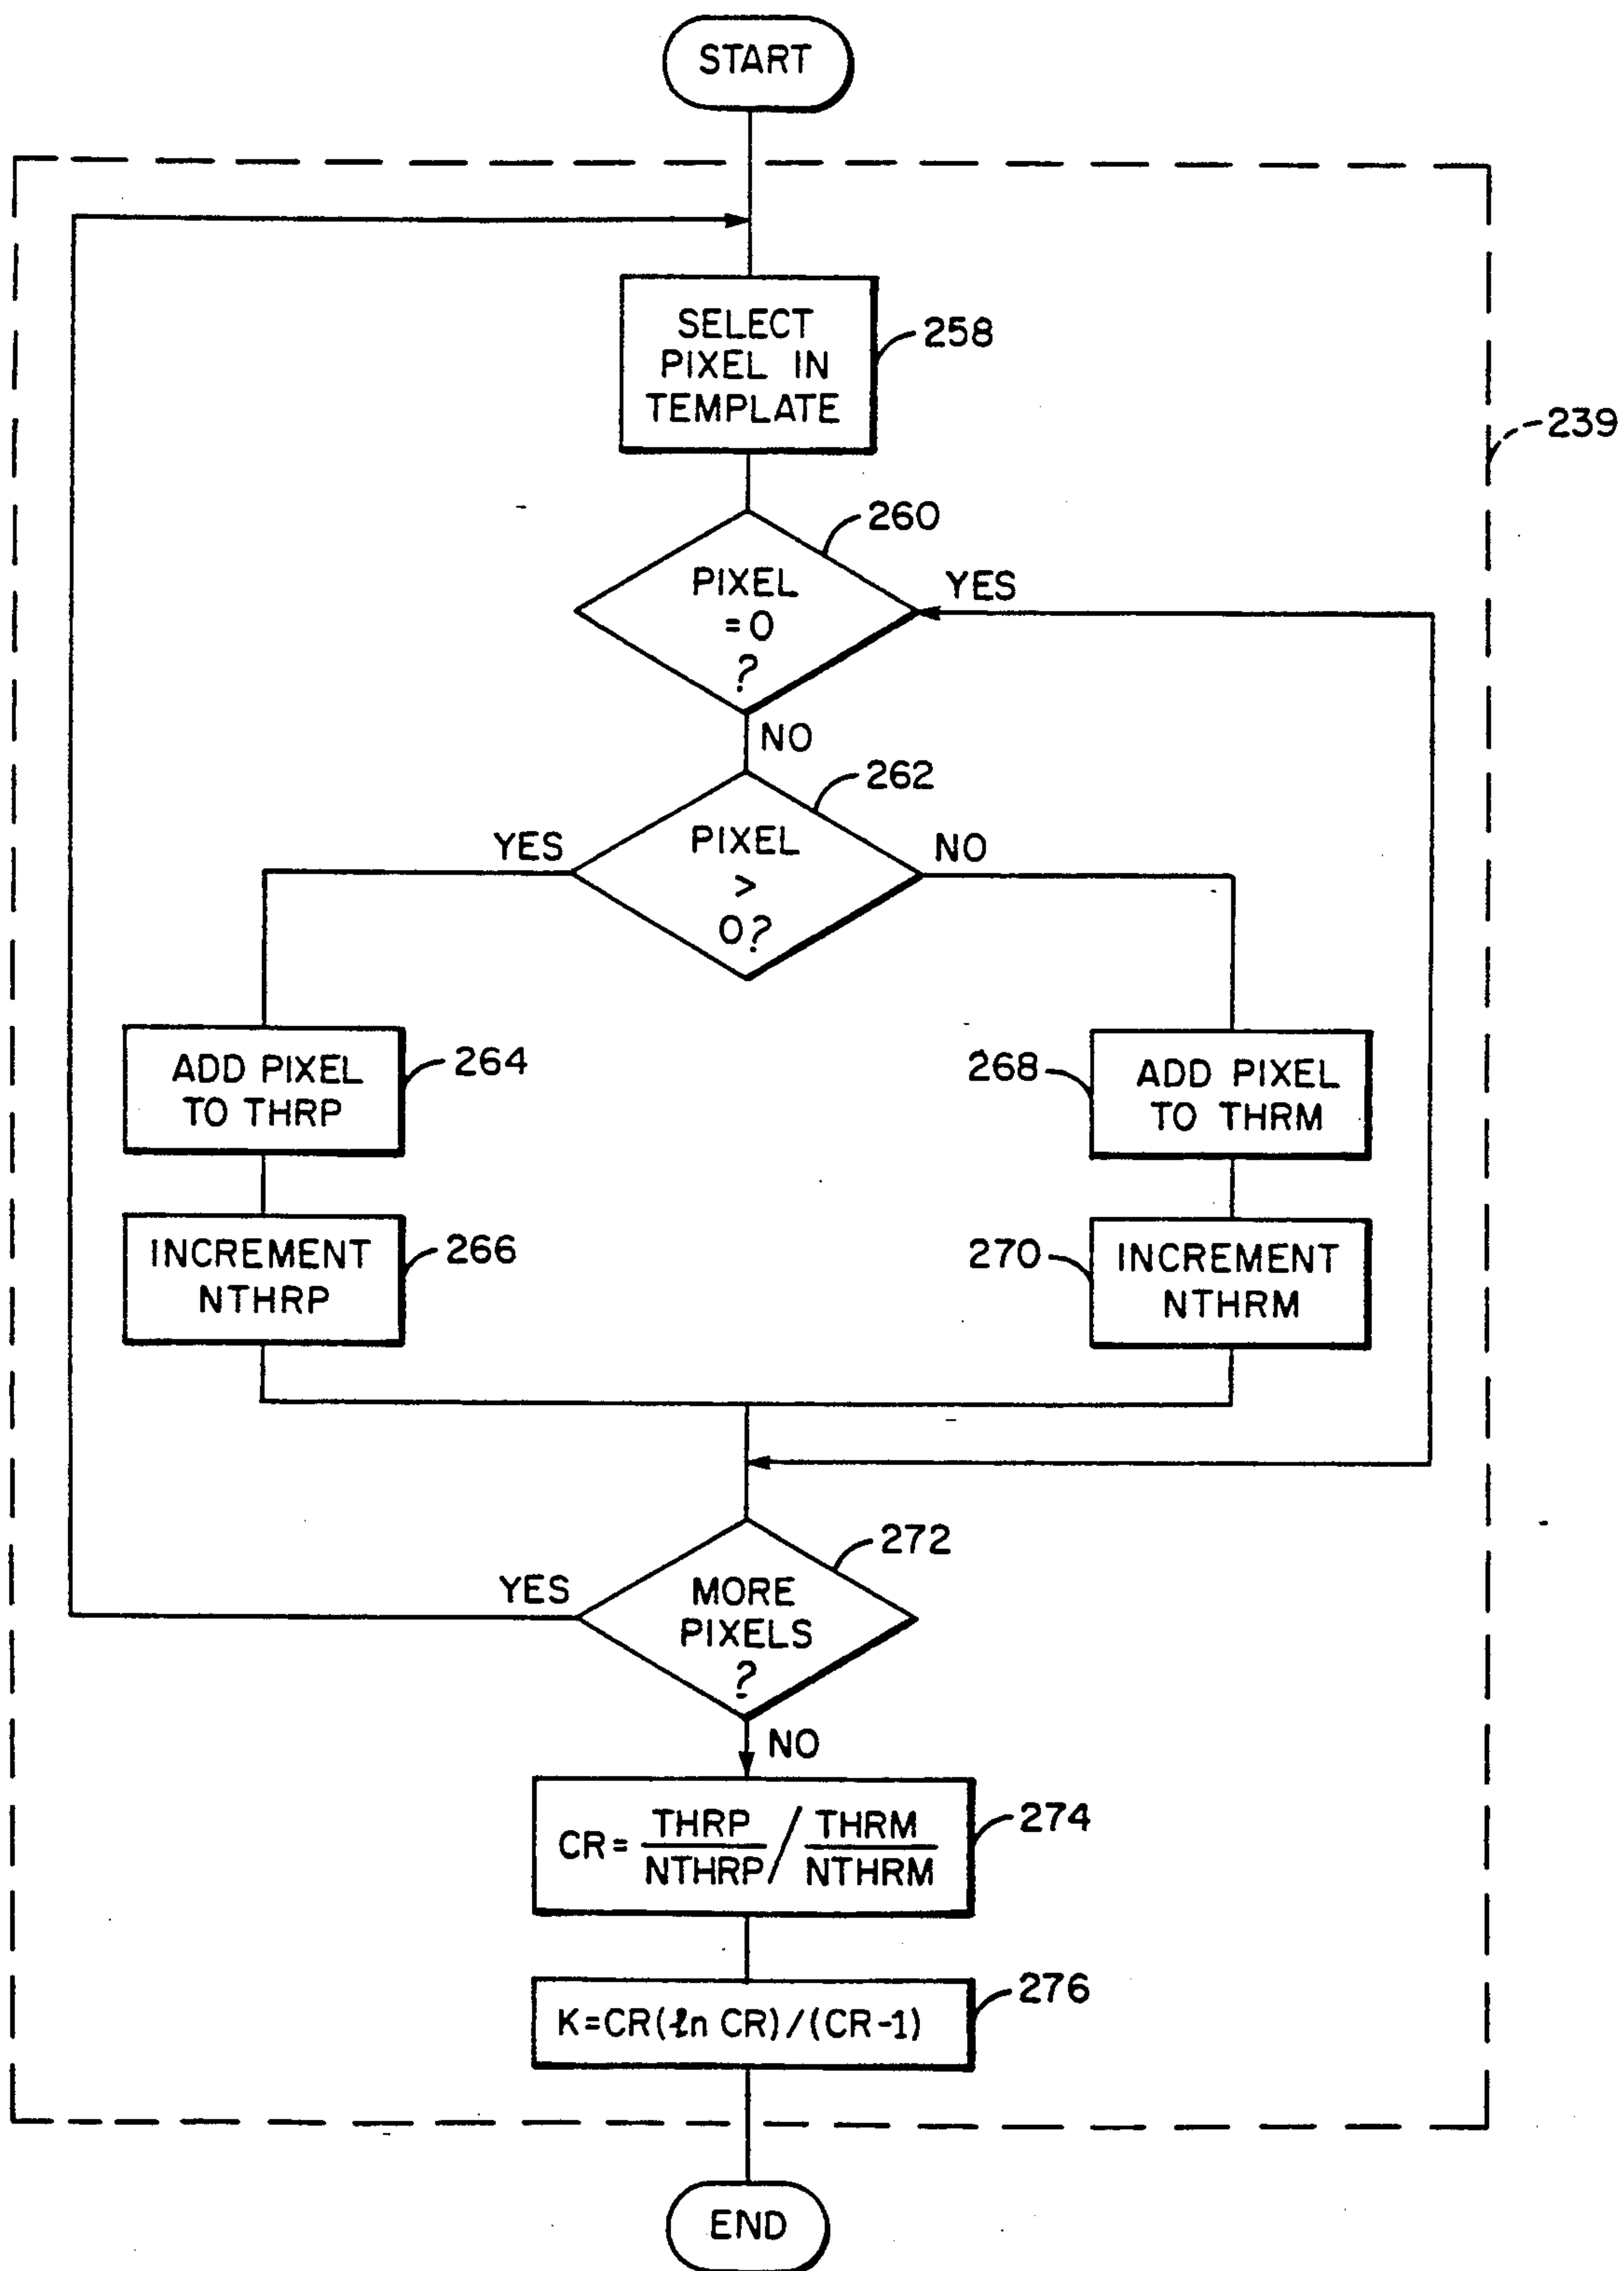 START
SELECT
PIXEL IN
TEMPLATE
258
239
260
PIXEL
=0
?
YES
NO
262
PIXEL
>
0?
YES
NO
ADD PIXEL
TO THRP
264
268
ADD PIXEL
TO THRM
INCREMENT
NTHRP
266
270
INCREMENT
NTHRM
272
MORE
PIXELS
?
YES
NO
CR= THRP/NTHRP / THRM/NTHRM
274
K=CR(ln CR)/(CR-1)
276
END